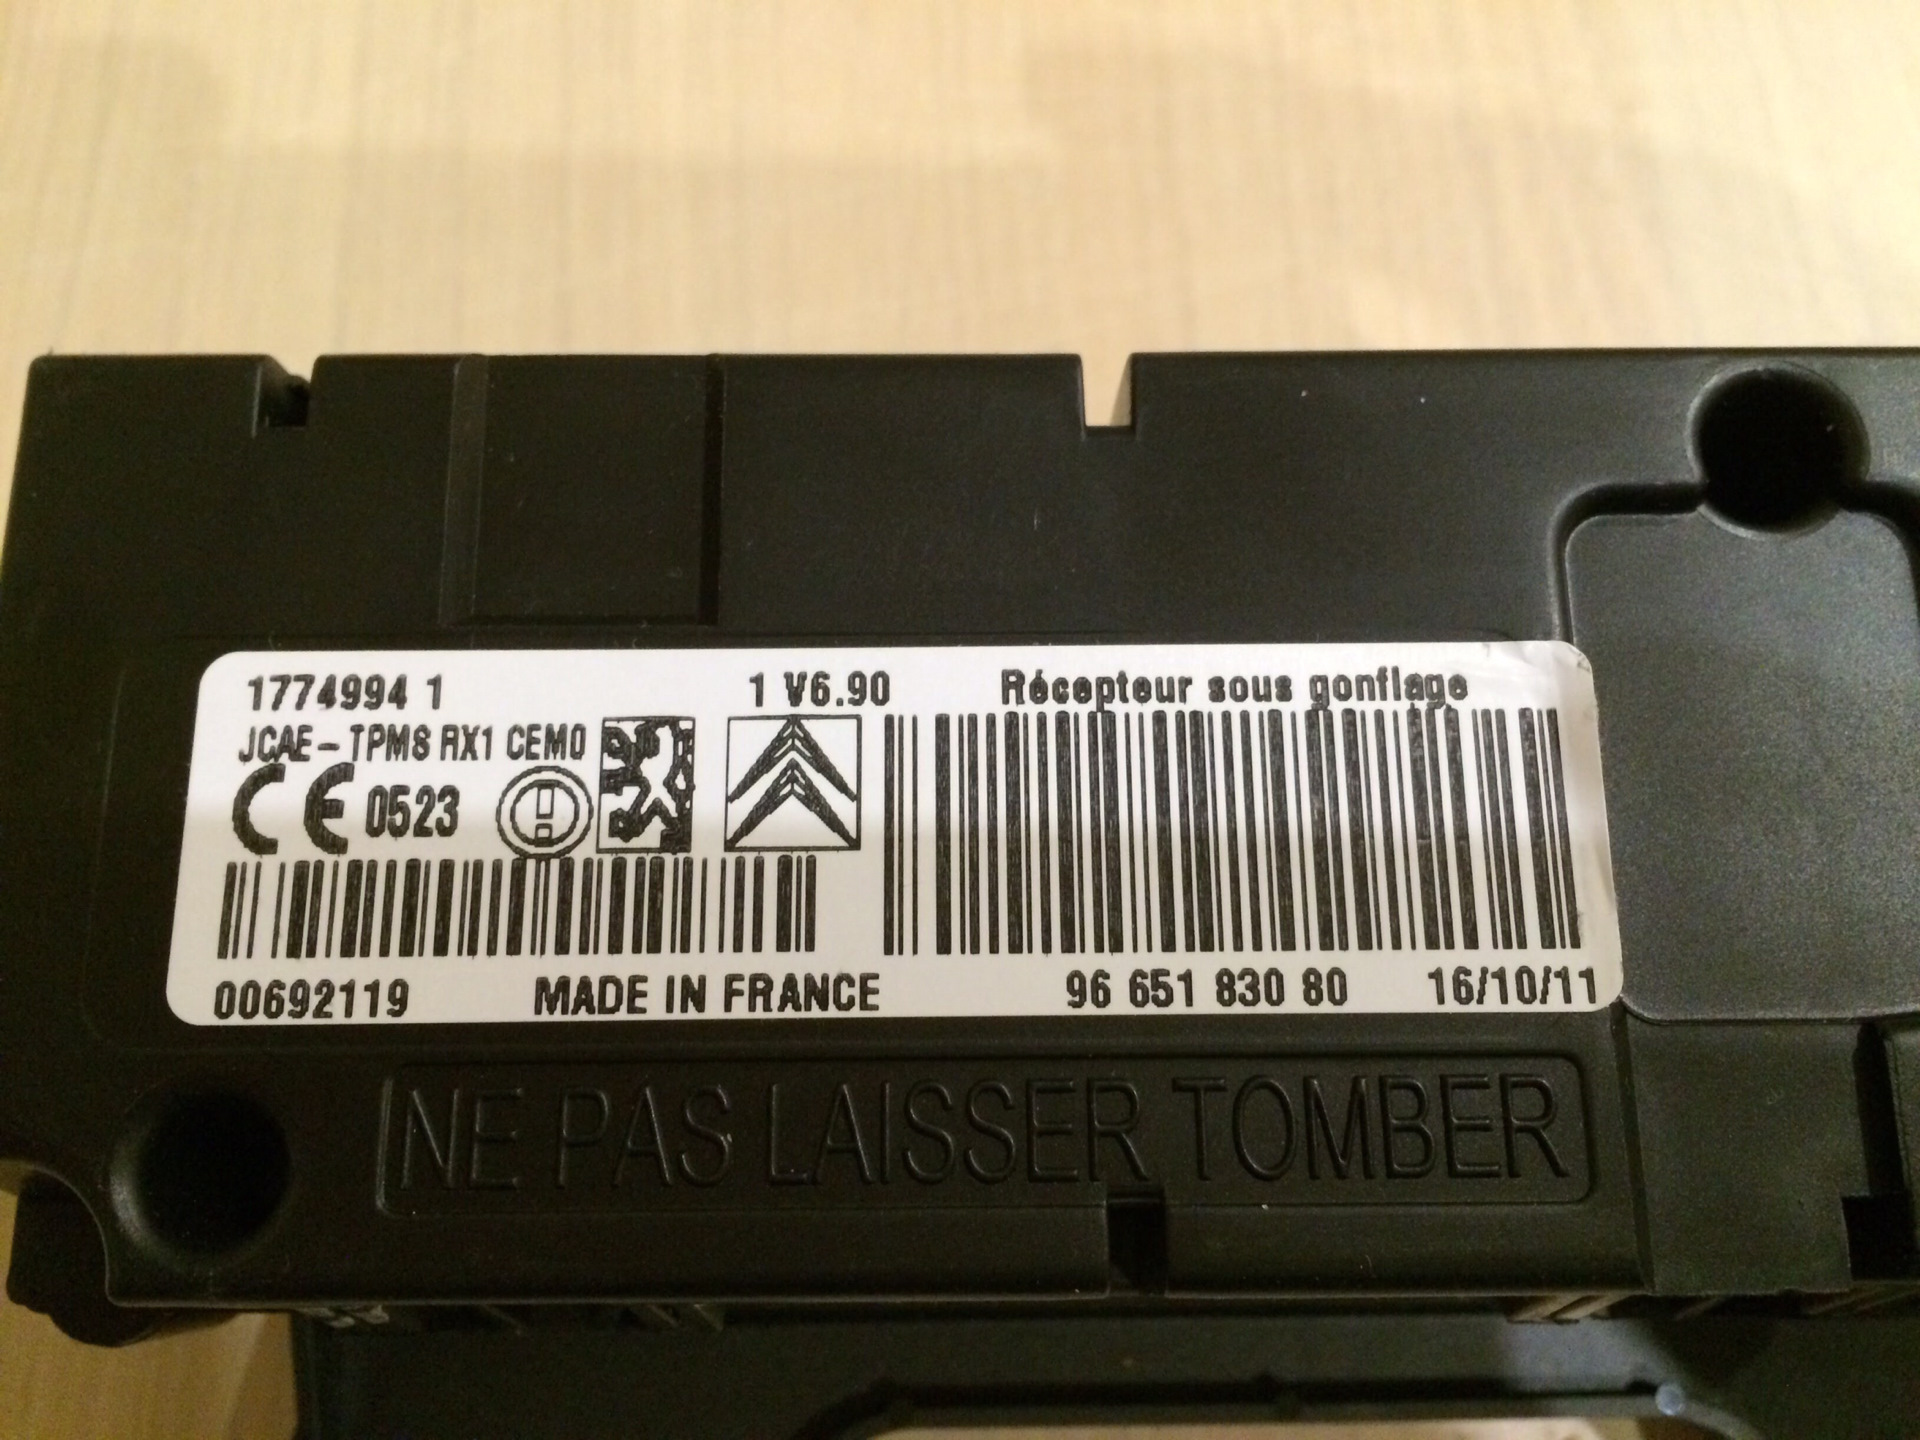 1774994 1 1 V6.90 Récepteur sous gonflage
JCAE - TPMS RX1 CEM0
CE 0523
00692119 MADE IN FRANCE 96 651 830 80 16/10/11
NE PAS LAISSER TOMBER